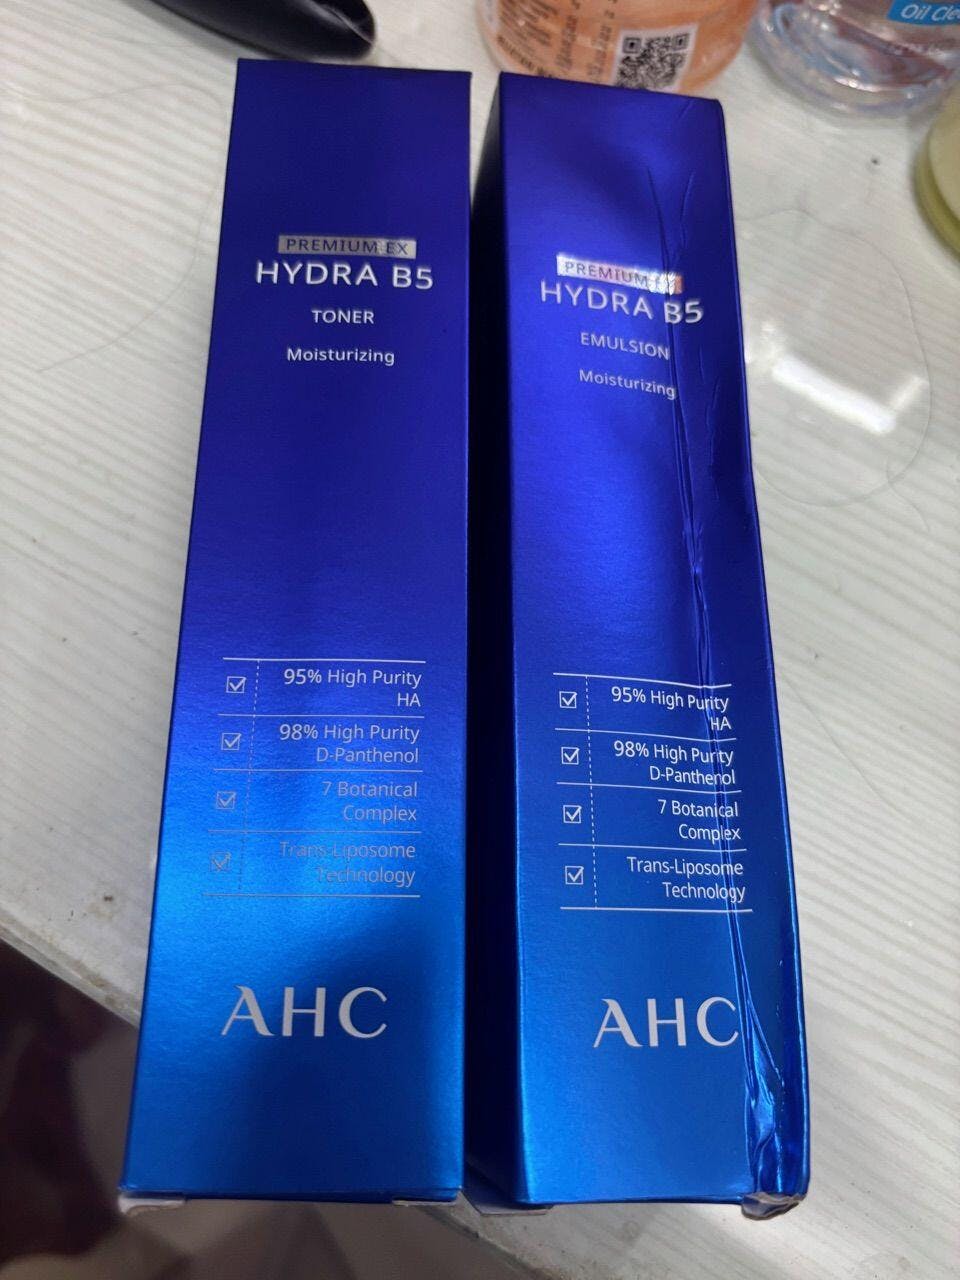 Oil Cle
PREMIUM EX
HYDRA B5
TONER
Moisturizing
95% High Purity
HA
98% High Purity
D-Panthenol
7 Botanical
Complex
Trans-Liposome
Technology
AHC
PREMIUM
HYDRA B5
EMULSION
Moisturizing
95% High Purity
HA
98% High Purity
D-Panthenol
7 Botanical
Complex
Trans-Liposome
Technology
AHC